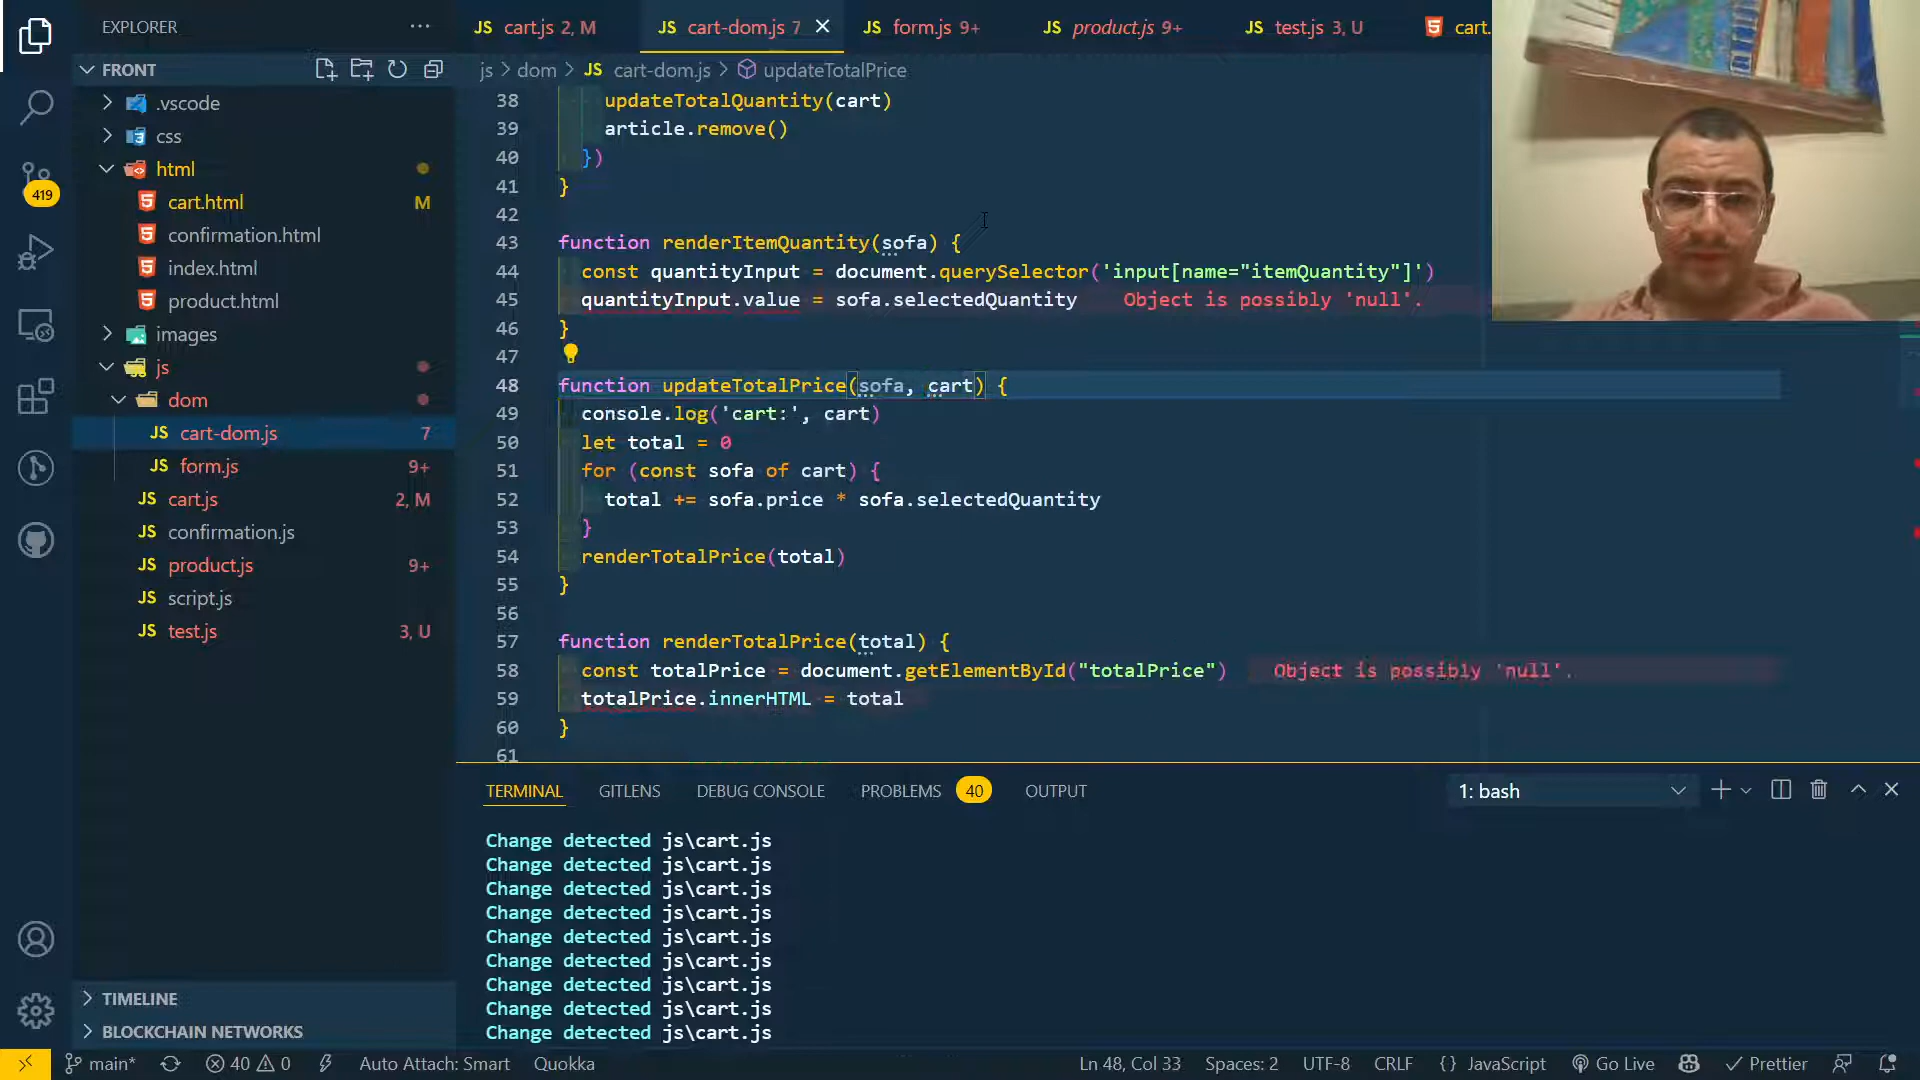 EXPLORER
FRONT
.vscode
css
html
cart.html M
confirmation.html
index.html
product.html
images
js
dom
JS cart-dom.js 7
JS form.js 9+
JS cart.js 2, M
JS confirmation.js
JS product.js 9+
JS script.js
JS test.js 3, U
TIMELINE
BLOCKCHAIN NETWORKS
419
JS cart.js 2, M
JS cart-dom.js 7
JS form.js 9+
JS product.js 9+
JS test.js 3, U
cart.
js > dom > JS cart-dom.js > updateTotalPrice
38 updateTotalQuantity(cart)
39 article.remove()
40 })
41 }
42
43 function renderItemQuantity(sofa) {
44 const quantityInput = document.querySelector('input[name="itemQuantity"]')
45 quantityInput.value = sofa.selectedQuantity Object is possibly 'null'.
46 }
47
48 function updateTotalPrice(sofa, cart) {
49 console.log('cart:', cart)
50 let total = 0
51 for (const sofa of cart) {
52 total += sofa.price * sofa.selectedQuantity
53 }
54 renderTotalPrice(total)
55 }
56
57 function renderTotalPrice(total) {
58 const totalPrice = document.getElementById("totalPrice") Object is possibly 'null'.
59 totalPrice.innerHTML = total
60 }
61
TERMINAL GITLENS DEBUG CONSOLE PROBLEMS 40 OUTPUT 1: bash
Change detected js\cart.js
Change detected js\cart.js
Change detected js\cart.js
Change detected js\cart.js
Change detected js\cart.js
Change detected js\cart.js
Change detected js\cart.js
Change detected js\cart.js
Change detected js\cart.js
main* 40 0 Auto Attach: Smart Quokka Ln 48, Col 33 Spaces: 2 UTF-8 CRLF {} JavaScript Go Live Prettier